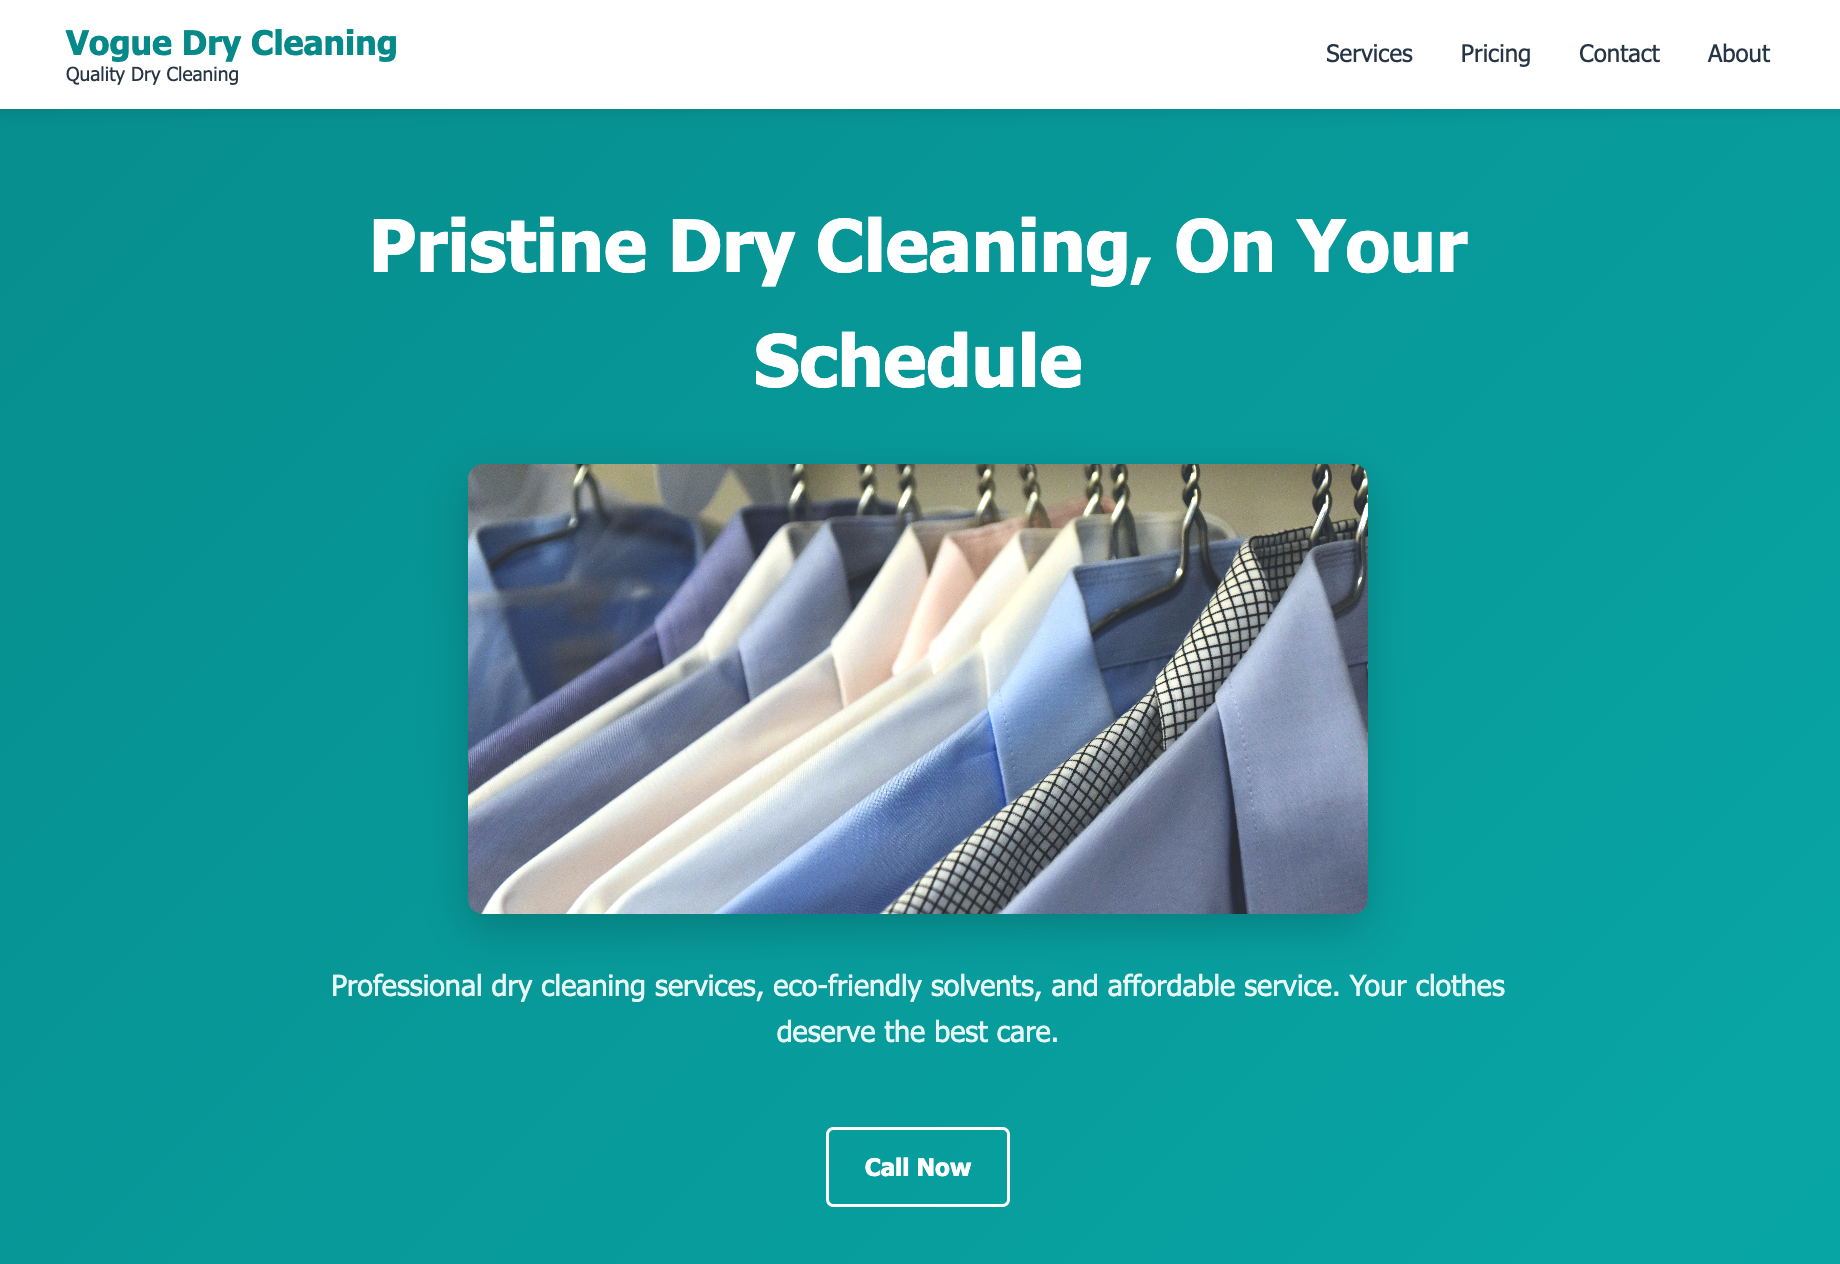 Vogue Dry Cleaning
Quality Dry Cleaning
Services Pricing Contact About
Pristine Dry Cleaning, On Your
Schedule
Professional dry cleaning services, eco-friendly solvents, and affordable service. Your clothes
deserve the best care.
Call Now